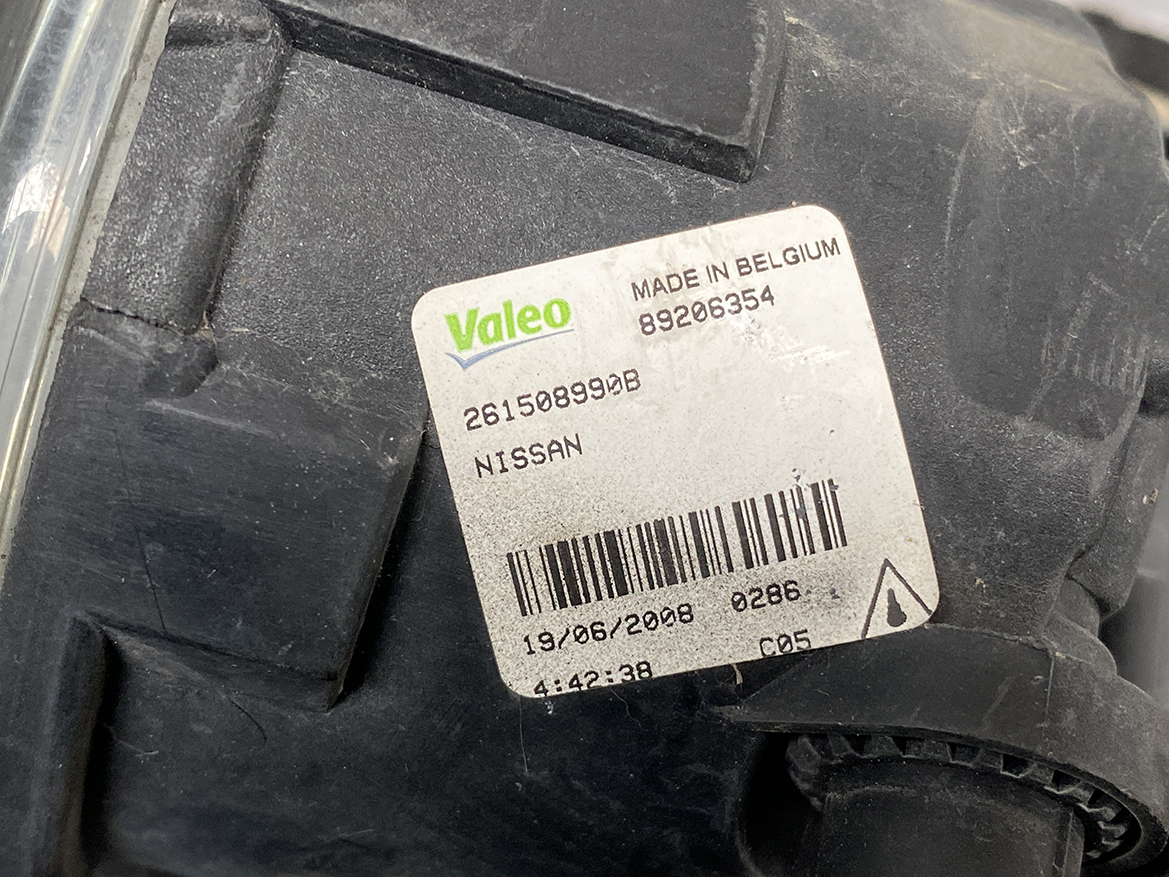 Valeo
MADE IN BELGIUM
89206354
261508990B
NISSAN
19/06/2008 0286
C05
4:42:38